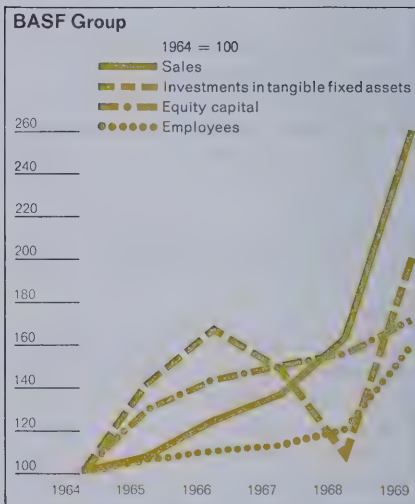 BASF Group
1964 = 100
Sales
Investments in tangible fixed assets
Equity capital
Employees
260
240
220
200
180
160
140
120
100
1964 1965 1966 1967 1968 1969